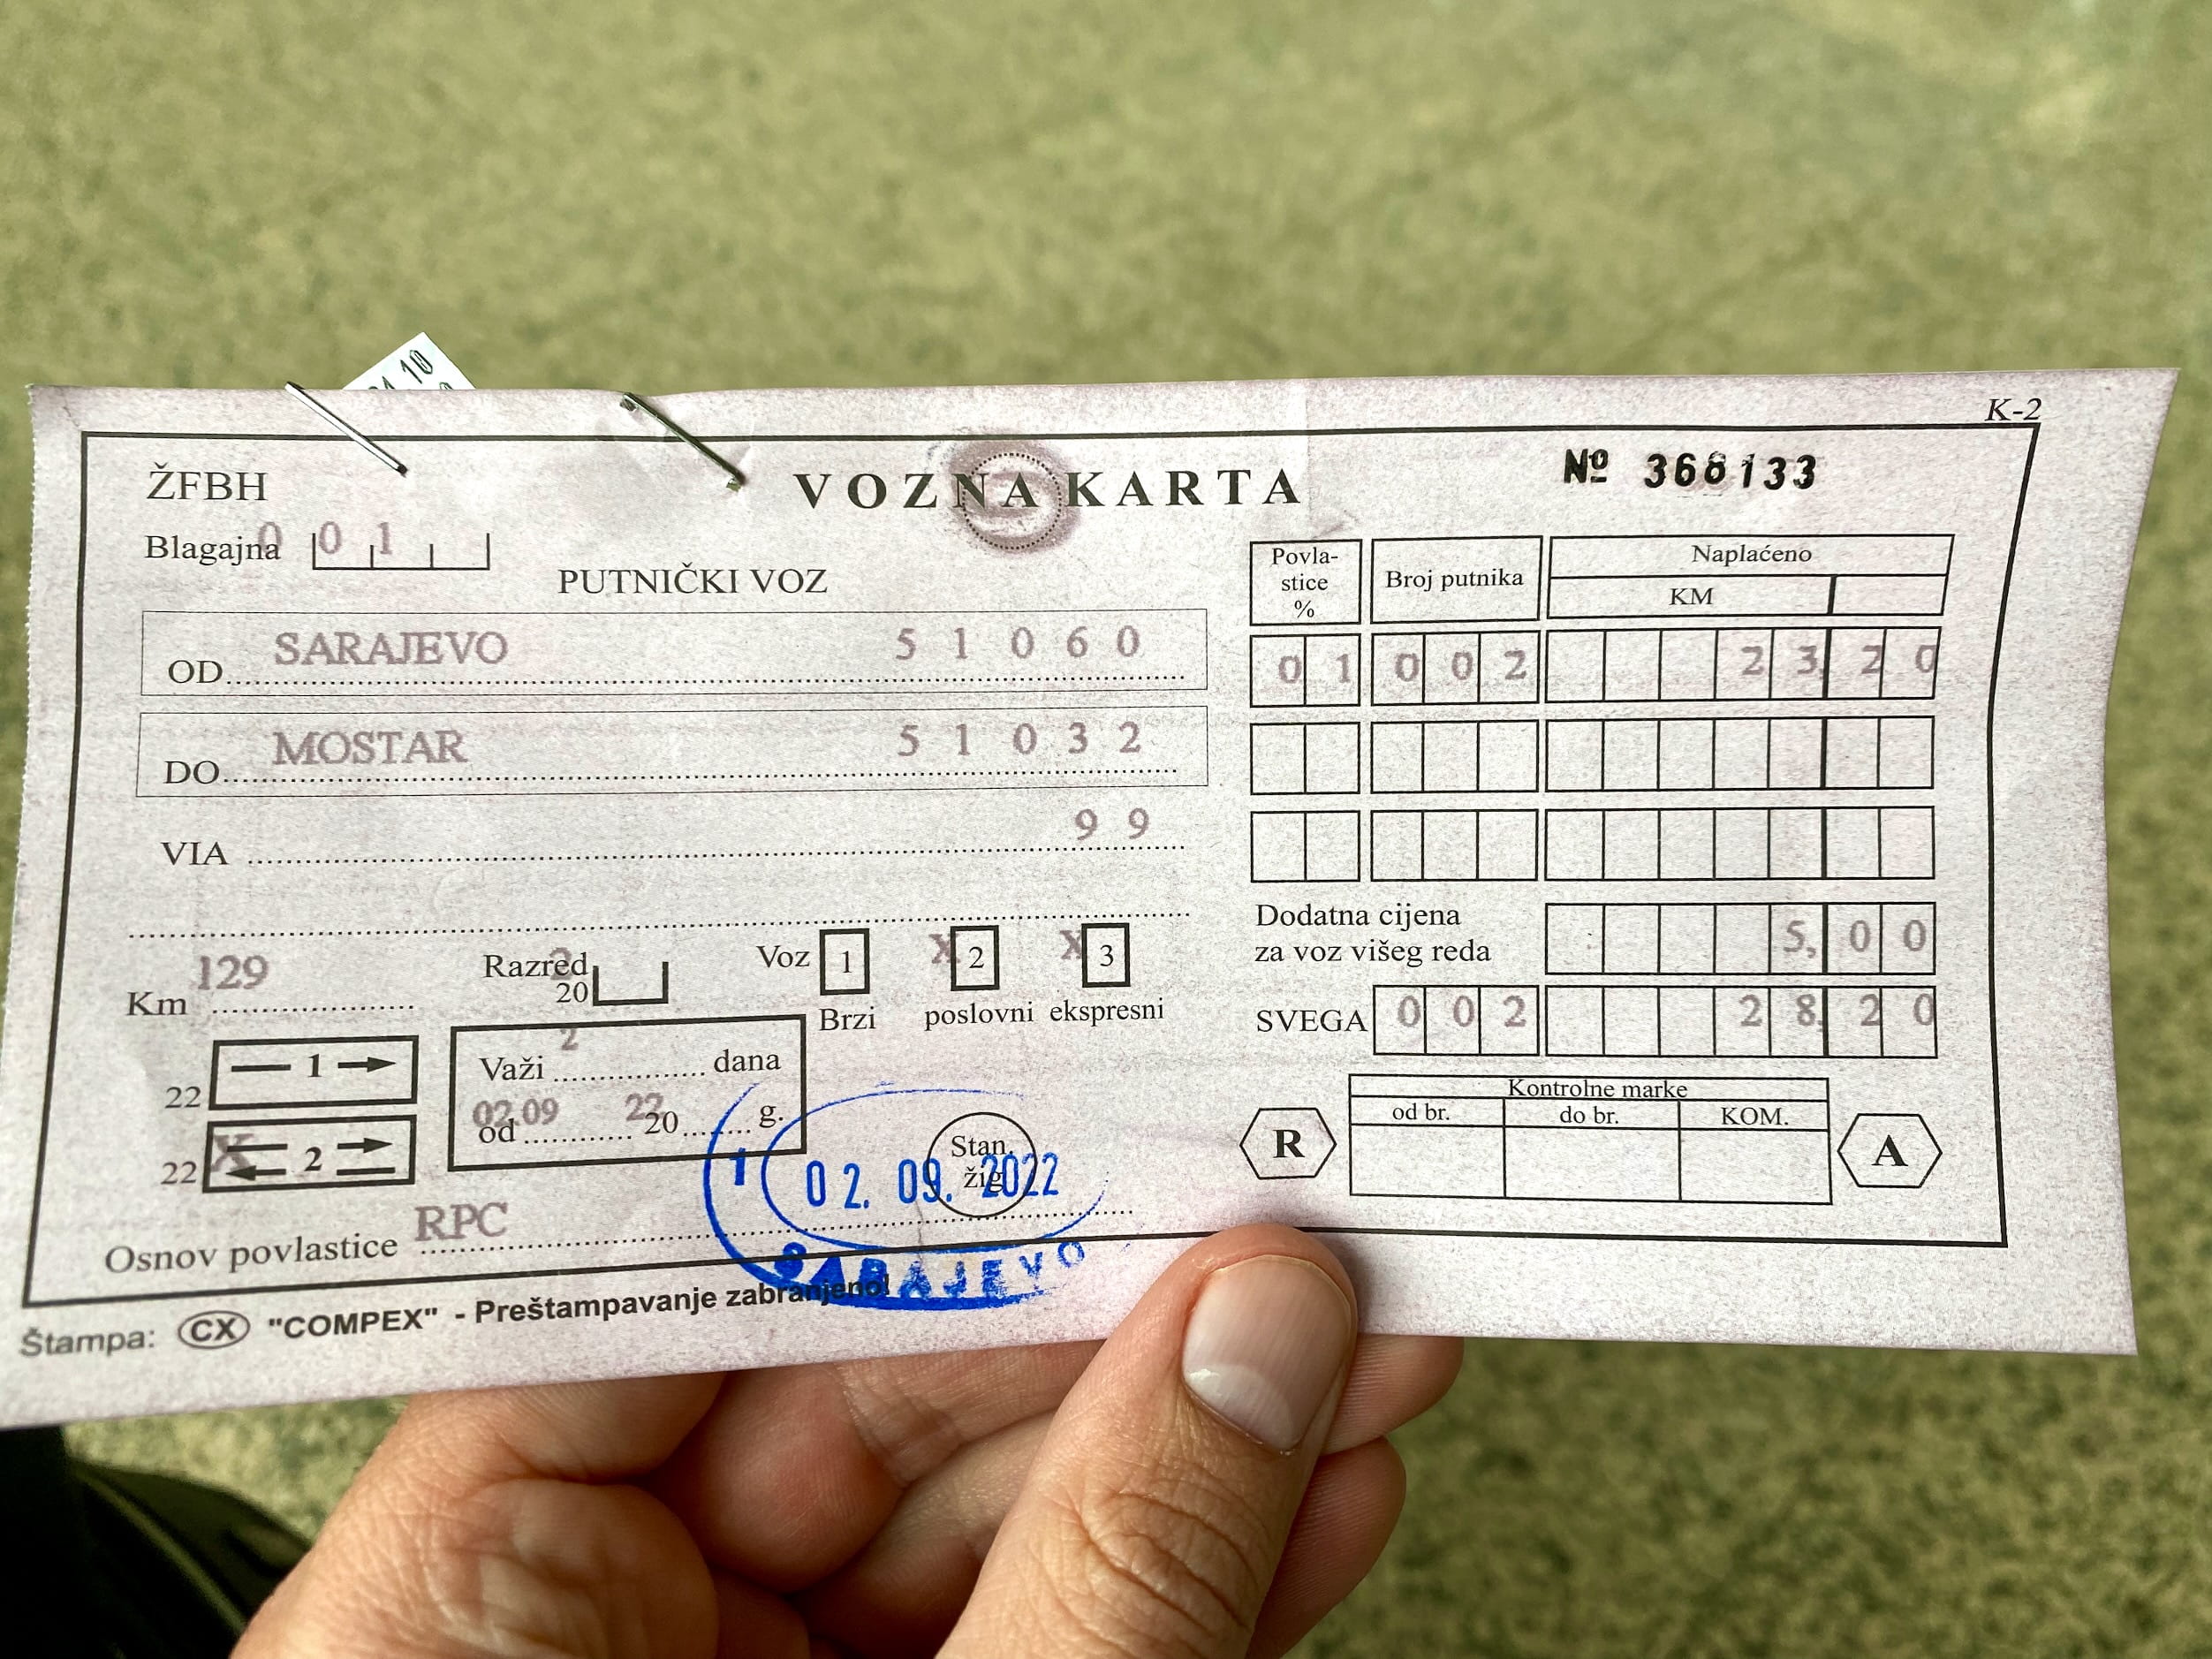 K-2
ŽFBH
VOZNA KARTA
№ 368133
Blagajna 0 0 1
PUTNIČKI VOZ
OD SARAJEVO 5 1 0 6 0
DO MOSTAR 5 1 0 3 2
VIA 9 9
Km 129
Razred 2
20
Voz 1 X 2 X 3
Brzi poslovni ekspresni
22 1
22 X 2
Važi 2 dana
od 02.09 20 22 g.
Stan. žig
1 02. 09. 2022
SARAJEVO
Osnov povlastice RPC
Štampa: CX "COMPEX" - Preštampavanje zabranjeno!
Povla-
stice
%
Broj putnika
Naplaćeno
KM
0 1 0 0 2 2 3, 2 0
Dodatna cijena
za voz višeg reda 5, 0 0
SVEGA 0 0 2 2 8, 2 0
R
Kontrolne marke
od br. do br. KOM.
A